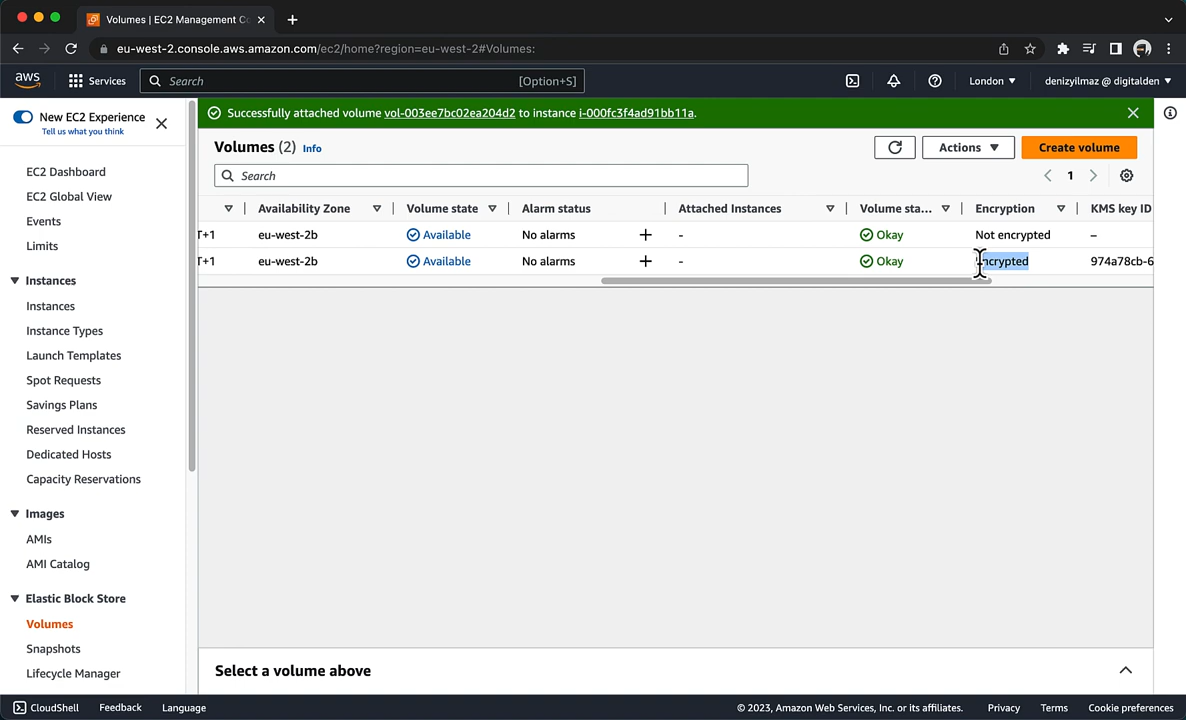 Volumes | EC2 Management Co
eu-west-2.console.aws.amazon.com/ec2/home?region=eu-west-2#Volumes:
aws
Services
Search
[Option+S]
London
denizyilmaz @ digitalden
New EC2 Experience
Tell us what you think
EC2 Dashboard
EC2 Global View
Events
Limits
Instances
Instances
Instance Types
Launch Templates
Spot Requests
Savings Plans
Reserved Instances
Dedicated Hosts
Capacity Reservations
Images
AMIs
AMI Catalog
Elastic Block Store
Volumes
Snapshots
Lifecycle Manager
Successfully attached volume vol-003ee7bc02ea204d2 to instance i-000fc3f4ad91bb11a.
Volumes (2) Info
Actions
Create volume
Search
1
Availability Zone Volume state Alarm status Attached Instances Volume sta... Encryption KMS key ID
T+1 eu-west-2b Available No alarms + - Okay Not encrypted –
T+1 eu-west-2b Available No alarms + - Okay Encrypted 974a78cb-6
Select a volume above
CloudShell Feedback Language © 2023, Amazon Web Services, Inc. or its affiliates. Privacy Terms Cookie preferences